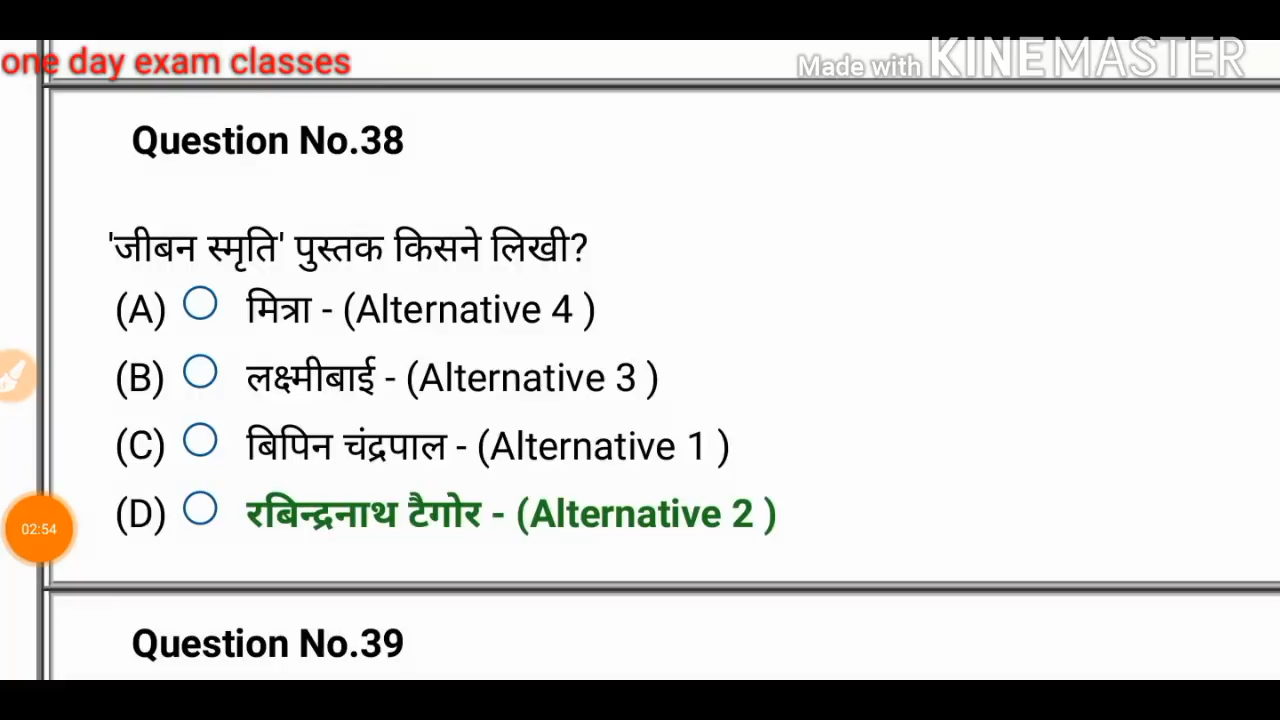 one day exam classes
Made with KINEMASTER
Question No.38
'जीबन स्मृति' पुस्तक किसने लिखी?
(A) मित्रा - (Alternative 4 )
(B) लक्ष्मीबाई - (Alternative 3 )
(C) बिपिन चंद्रपाल - (Alternative 1 )
(D) रबिन्द्रनाथ टैगोर - (Alternative 2 )
02:54
Question No.39